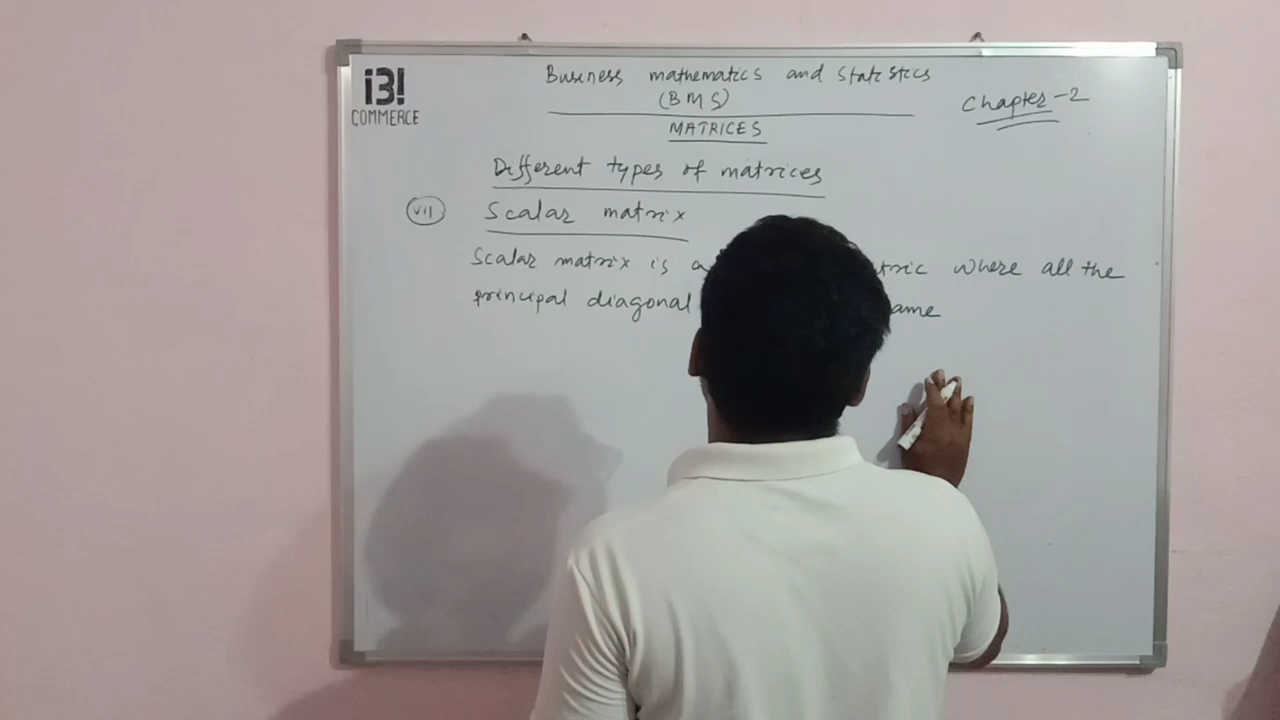 i3!
COMMERCE
Business mathematics and statistics
(BMS)
Chapter-2
MATRICES
Different types of matrices
VII Scalar matrix
Scalar matrix is a tric where all the
principal diagonal ame